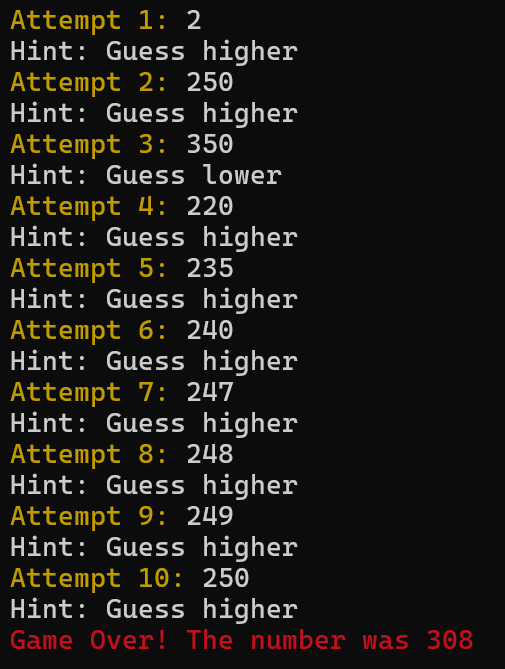 Attempt 1: 2
Hint: Guess higher
Attempt 2: 250
Hint: Guess higher
Attempt 3: 350
Hint: Guess lower
Attempt 4: 220
Hint: Guess higher
Attempt 5: 235
Hint: Guess higher
Attempt 6: 240
Hint: Guess higher
Attempt 7: 247
Hint: Guess higher
Attempt 8: 248
Hint: Guess higher
Attempt 9: 249
Hint: Guess higher
Attempt 10: 250
Hint: Guess higher
Game Over! The number was 308